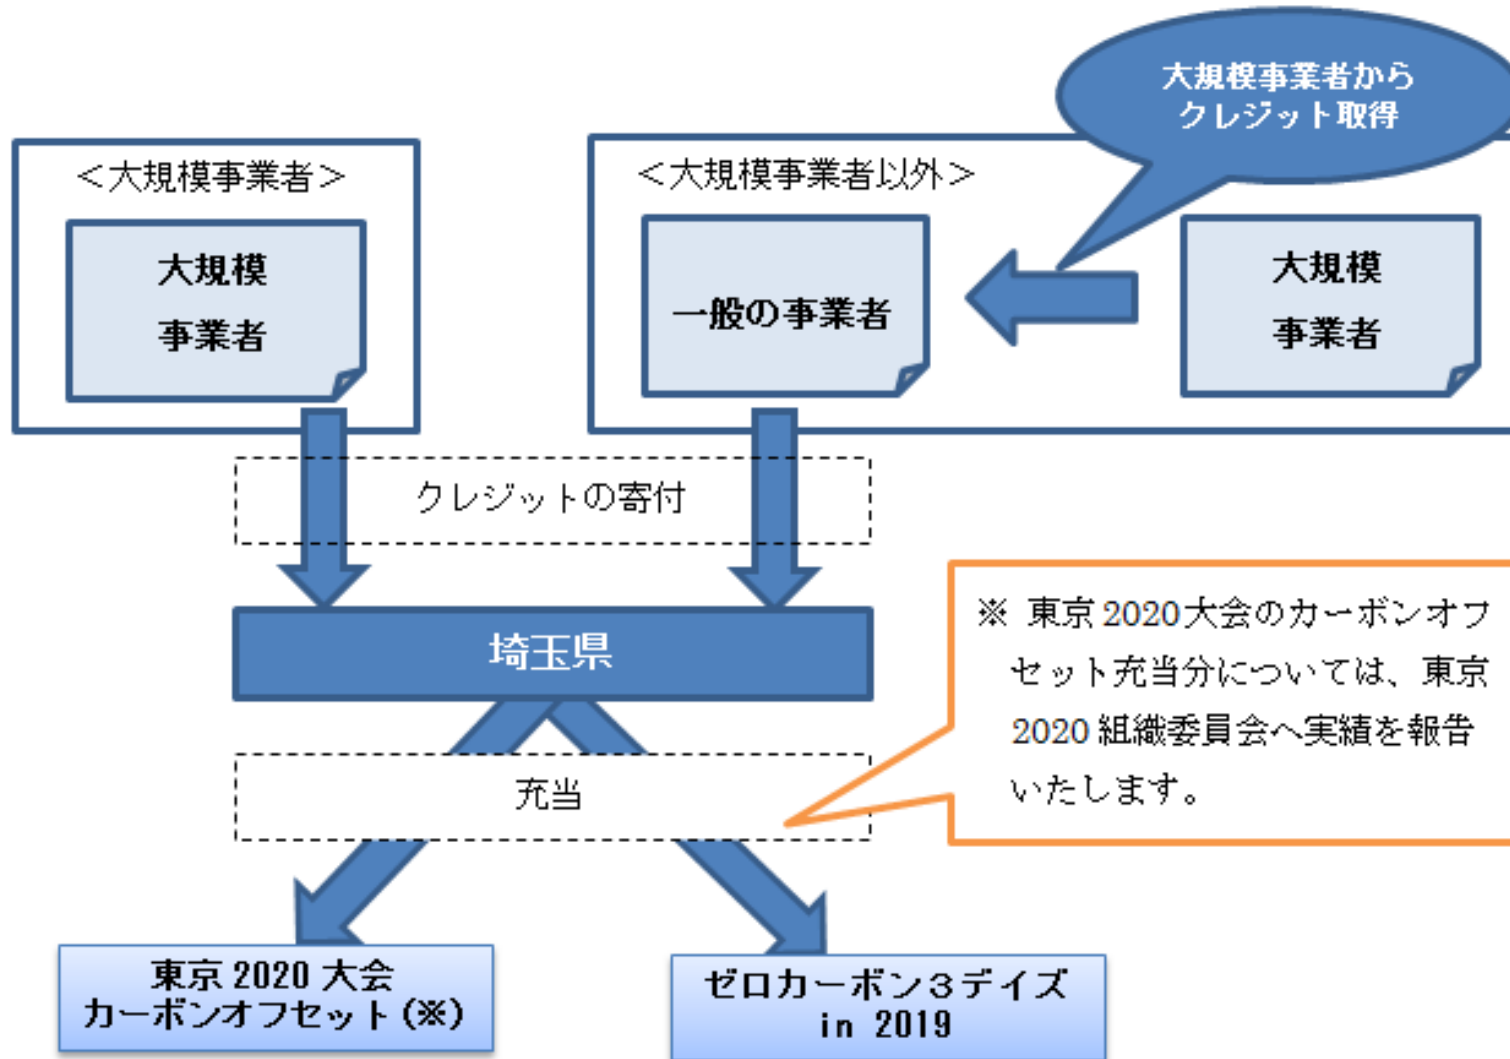 大規模事業者から
クレジット取得
＜大規模事業者＞
大規模
事業者
＜大規模事業者以外＞
一般の事業者
大規模
事業者
クレジットの寄付
埼玉県
※ 東京2020大会のカーボンオフ
セット充当分については、東京
2020組織委員会へ実績を報告
いたします。
充当
東京2020大会
カーボンオフセット(※)
ゼロカーボン３デイズ
in 2019